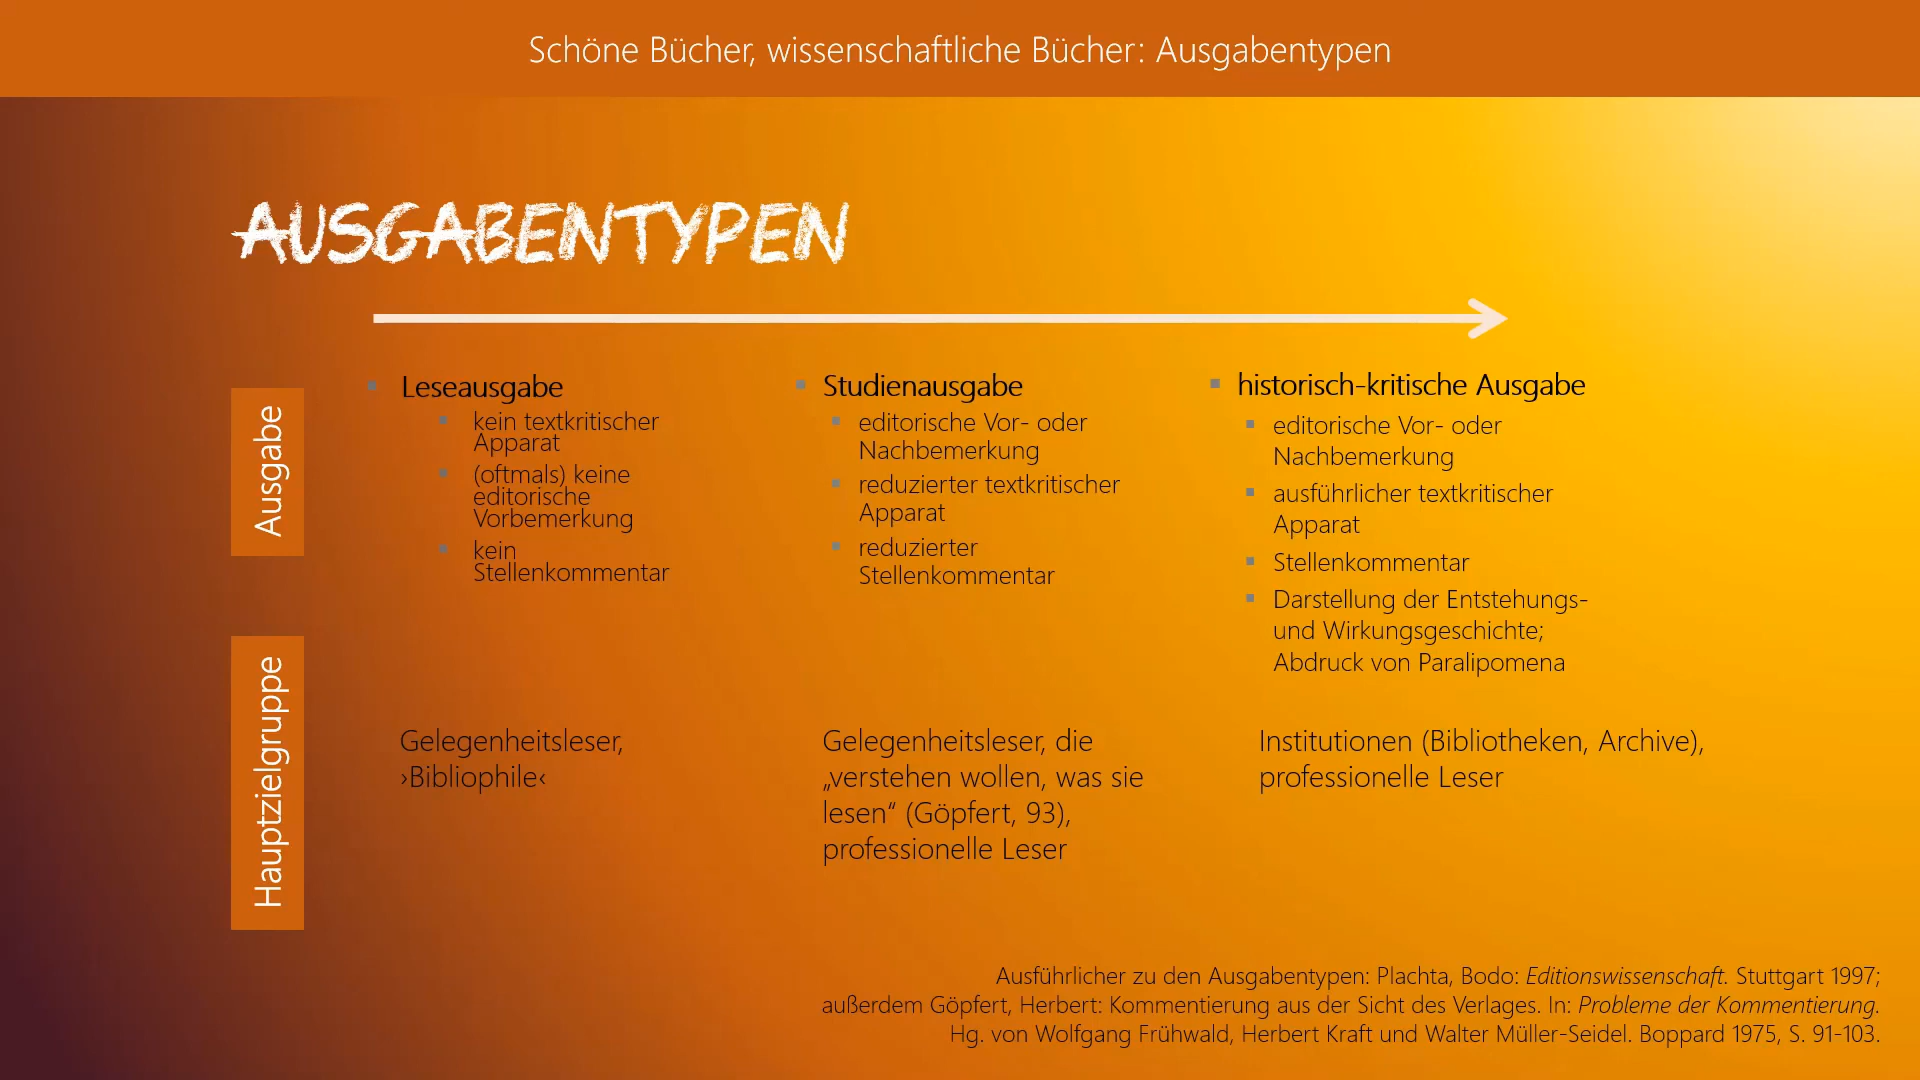 Schöne Bücher, wissenschaftliche Bücher: Ausgabentypen
AUSGABENTYPEN
Ausgabe
Leseausgabe
kein textkritischer
Apparat
(oftmals) keine
editorische
Vorbemerkung
kein
Stellenkommentar
Studienausgabe
editorische Vor- oder
Nachbemerkung
reduzierter textkritischer
Apparat
reduzierter
Stellenkommentar
historisch-kritische Ausgabe
editorische Vor- oder
Nachbemerkung
ausführlicher textkritischer
Apparat
Stellenkommentar
Darstellung der Entstehungs-
und Wirkungsgeschichte;
Abdruck von Paralipomena
Hauptzielgruppe
Gelegenheitsleser,
›Bibliophile‹
Gelegenheitsleser, die
„verstehen wollen, was sie
lesen“ (Göpfert, 93),
professionelle Leser
Institutionen (Bibliotheken, Archive),
professionelle Leser
Ausführlicher zu den Ausgabentypen: Plachta, Bodo: Editionswissenschaft. Stuttgart 1997;
außerdem Göpfert, Herbert: Kommentierung aus der Sicht des Verlages. In: Probleme der Kommentierung.
Hg. von Wolfgang Frühwald, Herbert Kraft und Walter Müller-Seidel. Boppard 1975, S. 91-103.